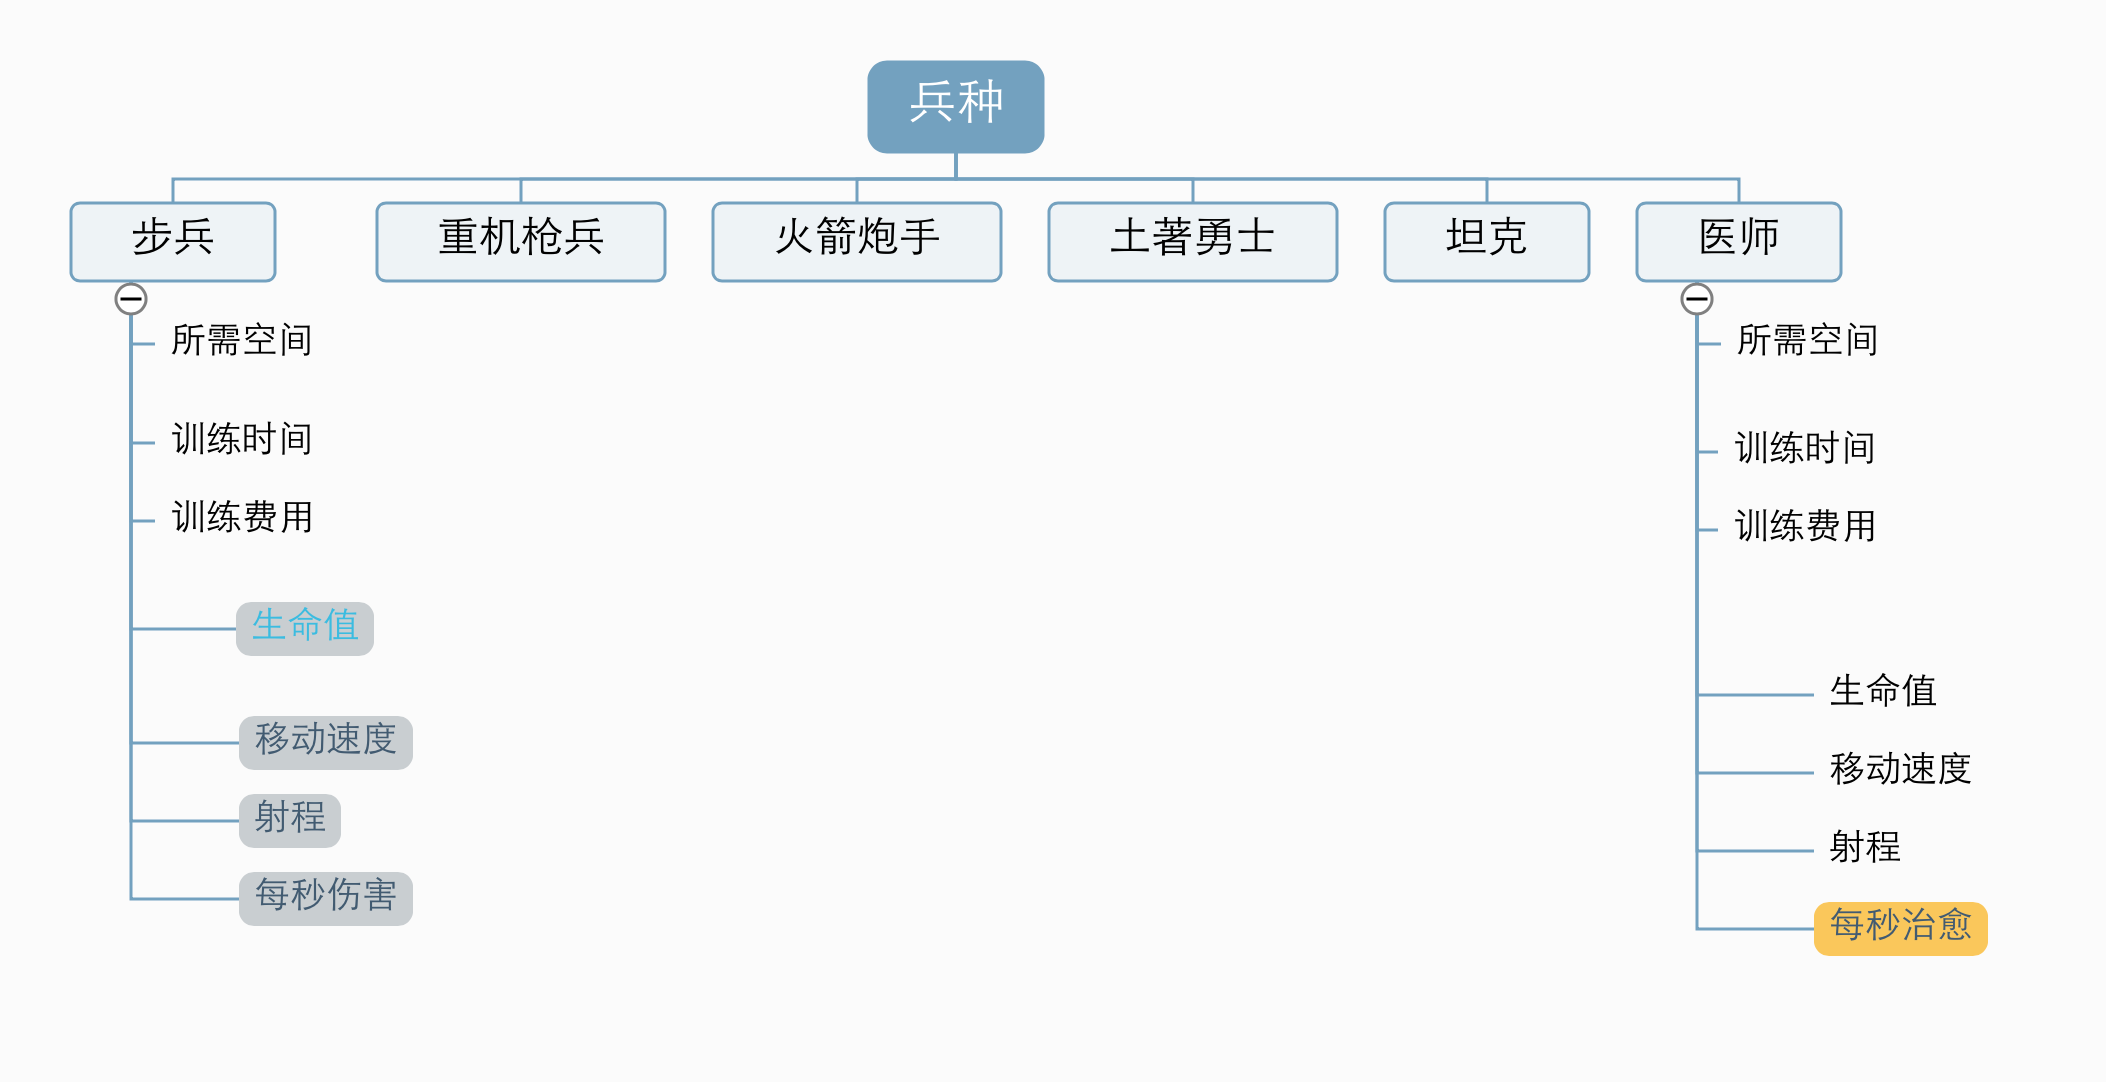 兵种
步兵
重机枪兵
火箭炮手
土著勇士
坦克
医师
所需空间
训练时间
训练费用
生命值
移动速度
射程
每秒伤害
所需空间
训练时间
训练费用
生命值
移动速度
射程
每秒治愈